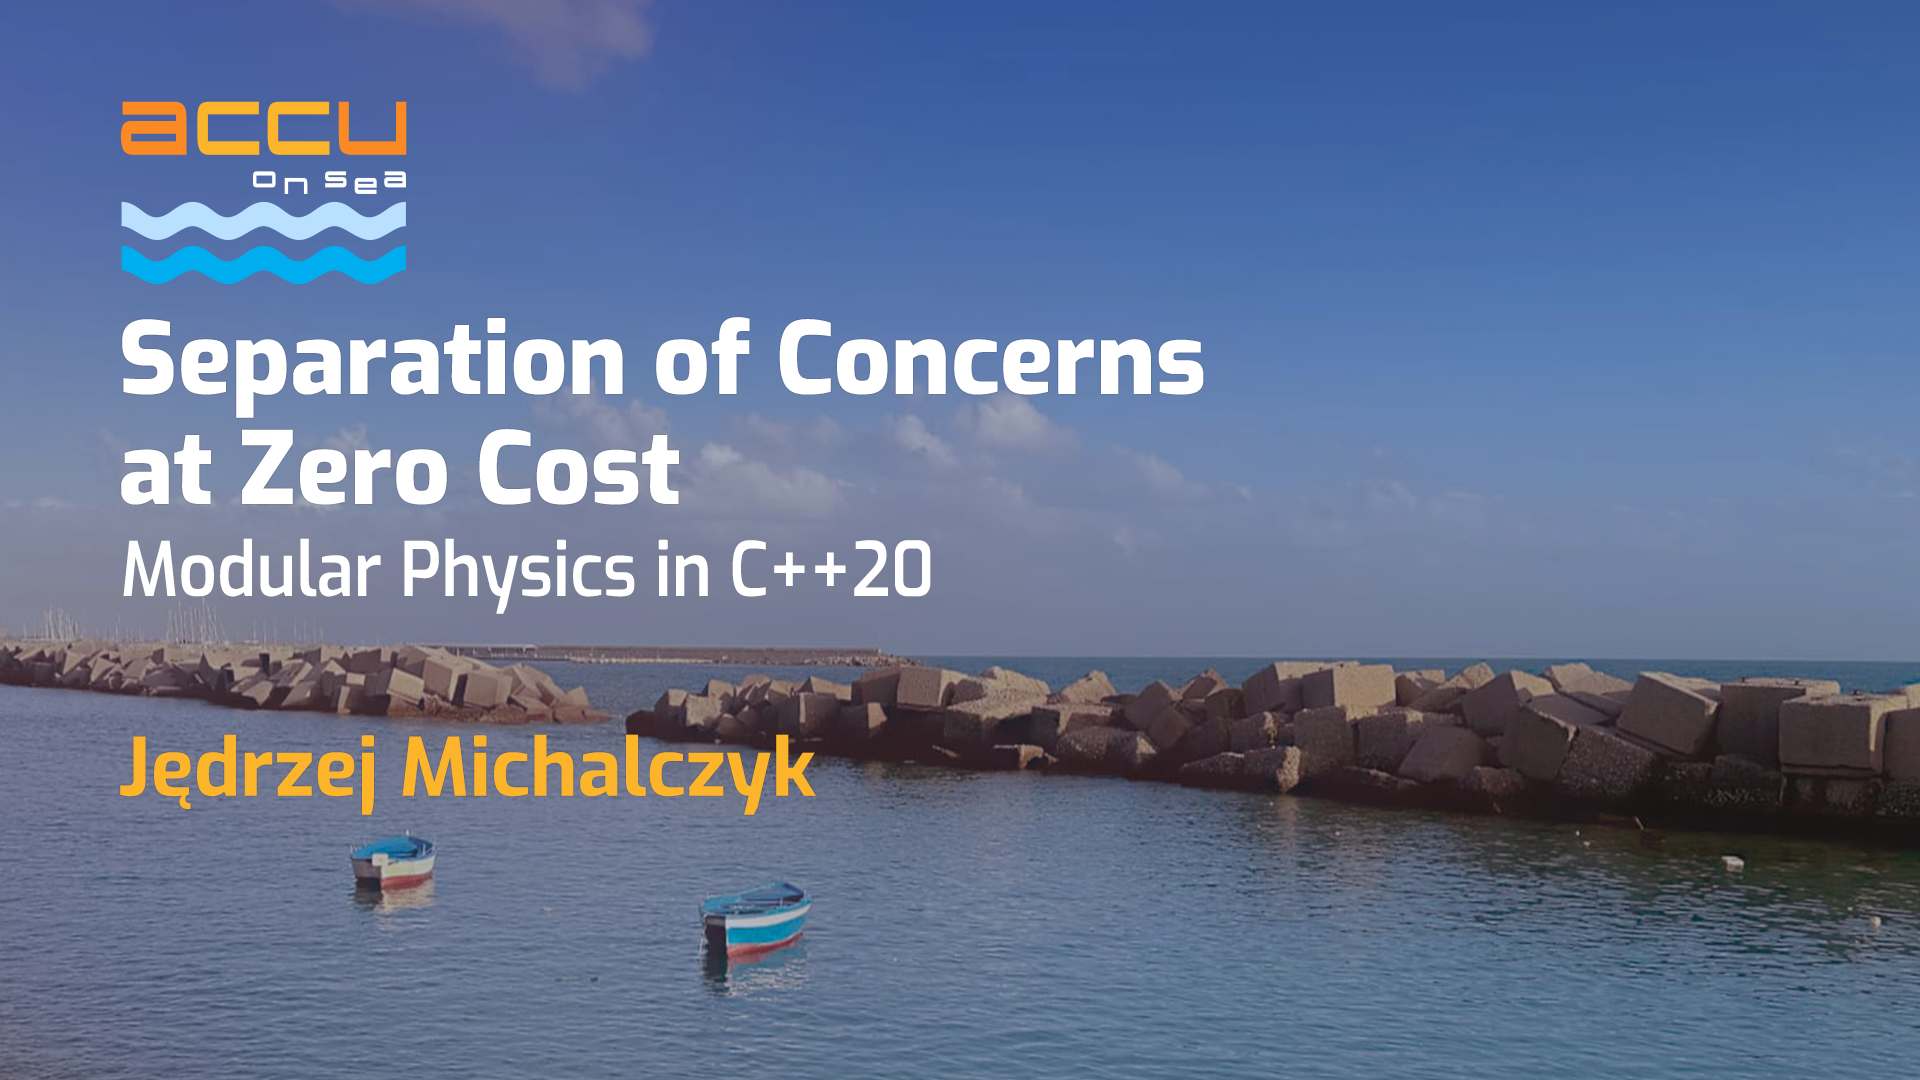 accu
on sea
Separation of Concerns
at Zero Cost
Modular Physics in C++20
Jędrzej Michalczyk